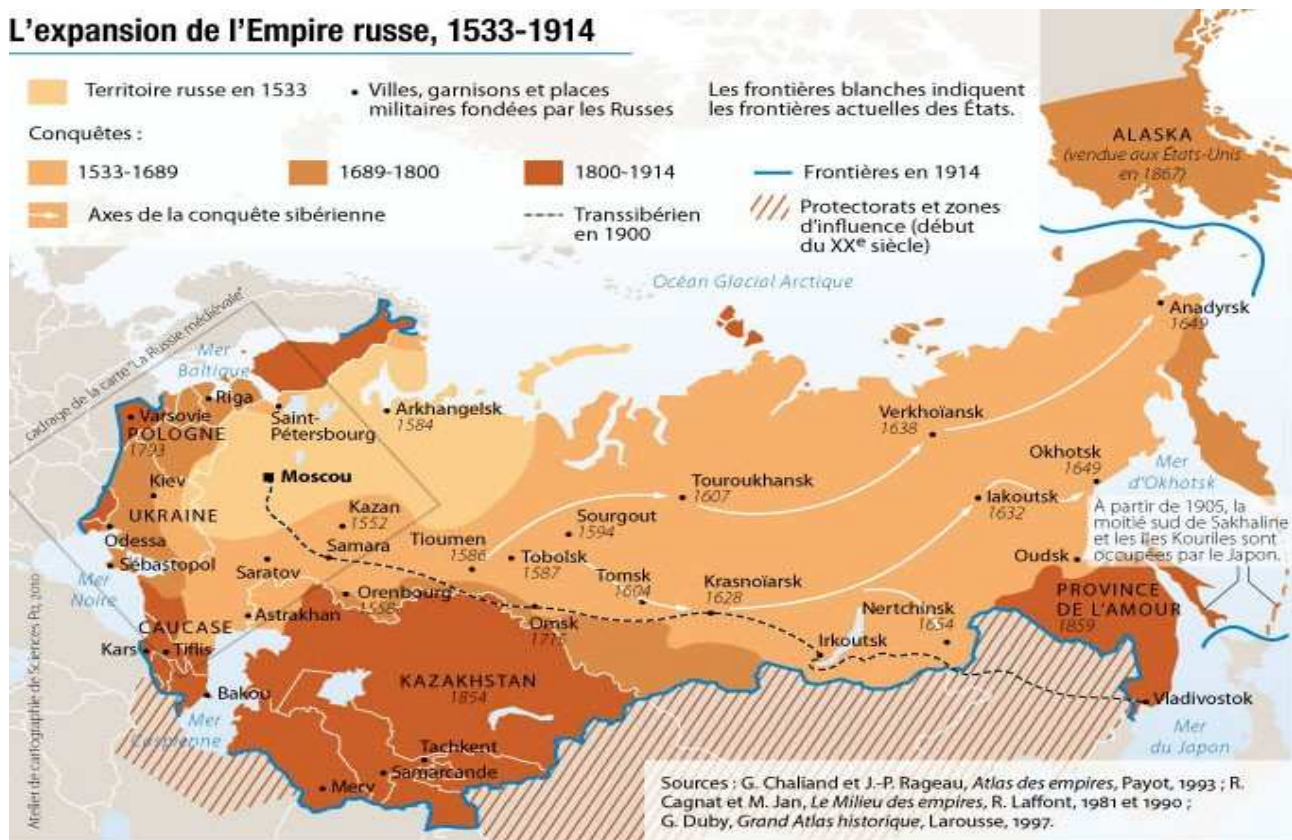 L'expansion de l'Empire russe, 1533-1914
Territoire russe en 1533
Villes, garnisons et places
militaires fondées par les Russes
Les frontières blanches indiquent
les frontières actuelles des États.
Conquêtes :
1533-1689
1689-1800
1800-1914
Frontières en 1914
Axes de la conquête sibérienne
Transsibérien
en 1900
Protectorats et zones
d'influence (début
du XXe siècle)
ALASKA
(vendue aux États-Unis
en 1867)
Océan Glacial Arctique
cadrage de la carte "La Russie médiévale"
Mer
Baltique
Anadyrsk
1649
Riga
Varsovie
POLOGNE
1793
Saint-
Pétersbourg
Arkhangelsk
1584
Verkhoïansk
1638
Okhotsk
1649
Mer
d'Okhotsk
Moscou
Kiev
UKRAINE
Touroukhansk
1607
Iakoutsk
1632
À partir de 1905, la
moitié sud de Sakhaline
et les îles Kouriles sont
occupées par le Japon.
Kazan
1552
Sourgout
1594
Odessa
Samara
Tioumen
1586
Tobolsk
1587
Oudsk
Sébastopol
Saratov
Tomsk
1604
Krasnoïarsk
1628
PROVINCE
DE L'AMOUR
1859
Mer
Noire
Orenbourg
Astrakhan
Omsk
Nertchinsk
1654
CAUCASE
Kars
Tiflis
Irkoutsk
KAZAKHSTAN
1854
Bakou
Vladivostok
Mer
Caspienne
Mer
du Japon
Tachkent
Samarcande
Merv
Atelier de cartographie de Sciences Po, 2010
Sources : G. Chaliand et J.-P. Rageau, Atlas des empires, Payot, 1993 ; R.
Cagnat et M. Jan, Le Milieu des empires, R. Laffont, 1981 et 1990 ;
G. Duby, Grand Atlas historique, Larousse, 1997.